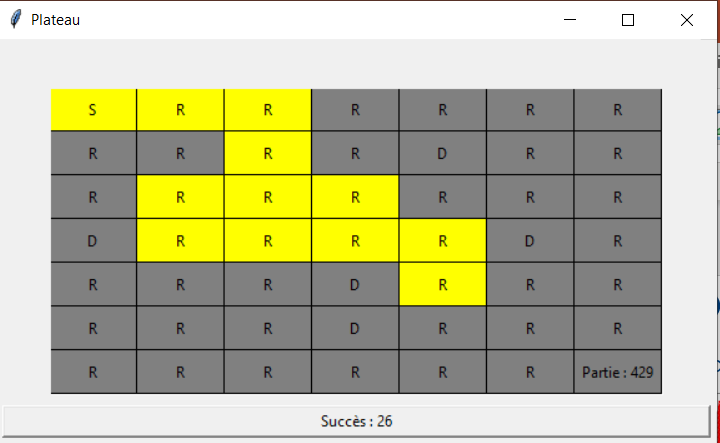 Plateau
S R R R R R R
R R R R D R R
R R R R R R R
D R R R R D R
R R R D R R R
R R R D R R R
R R R R R R Partie : 429
Succès : 26